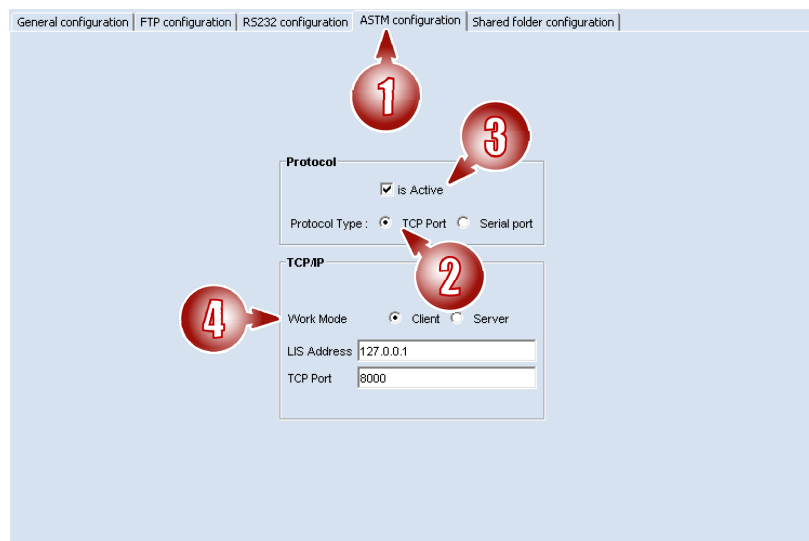 General configuration FTP configuration RS232 configuration ASTM configuration Shared folder configuration
1
3
Protocol
is Active
Protocol Type : TCP Port Serial port
2
TCP/IP
4
Work Mode Client Server
LIS Address 127.0.0.1
TCP Port 8000